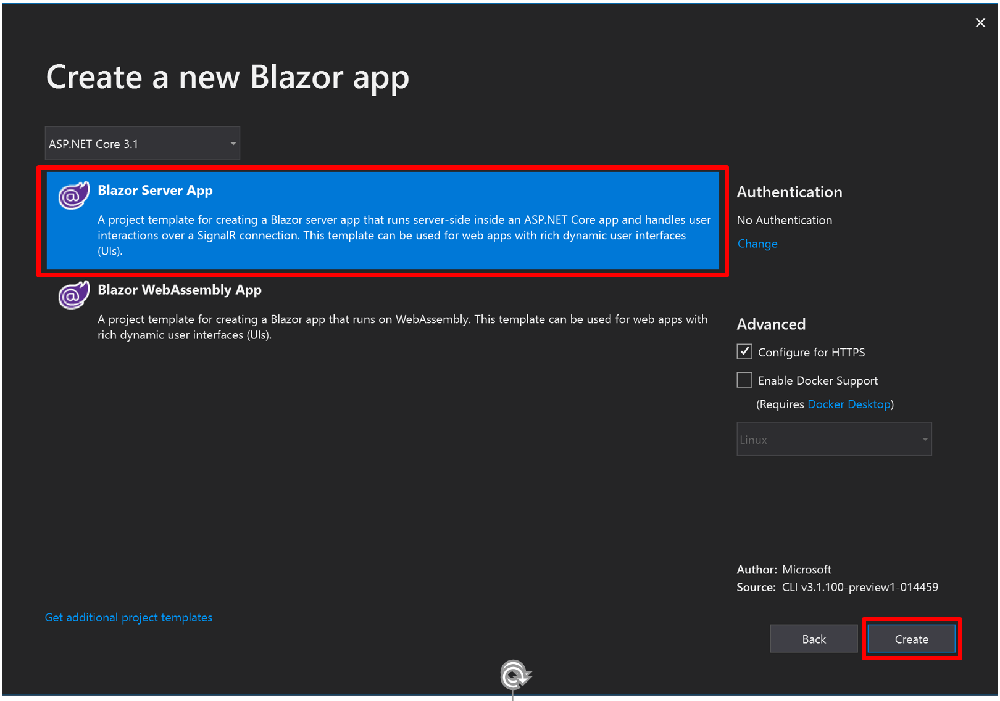 Create a new Blazor app
ASP.NET Core 3.1
Blazor Server App
A project template for creating a Blazor server app that runs server-side inside an ASP.NET Core app and handles user
interactions over a SignalR connection. This template can be used for web apps with rich dynamic user interfaces
(UIs).
Blazor WebAssembly App
A project template for creating a Blazor app that runs on WebAssembly. This template can be used for web apps with
rich dynamic user interfaces (UIs).
Get additional project templates
Authentication
No Authentication
Change
Advanced
Configure for HTTPS
Enable Docker Support
(Requires Docker Desktop)
Linux
Author: Microsoft
Source: CLI v3.1.100-preview1-014459
Back
Create